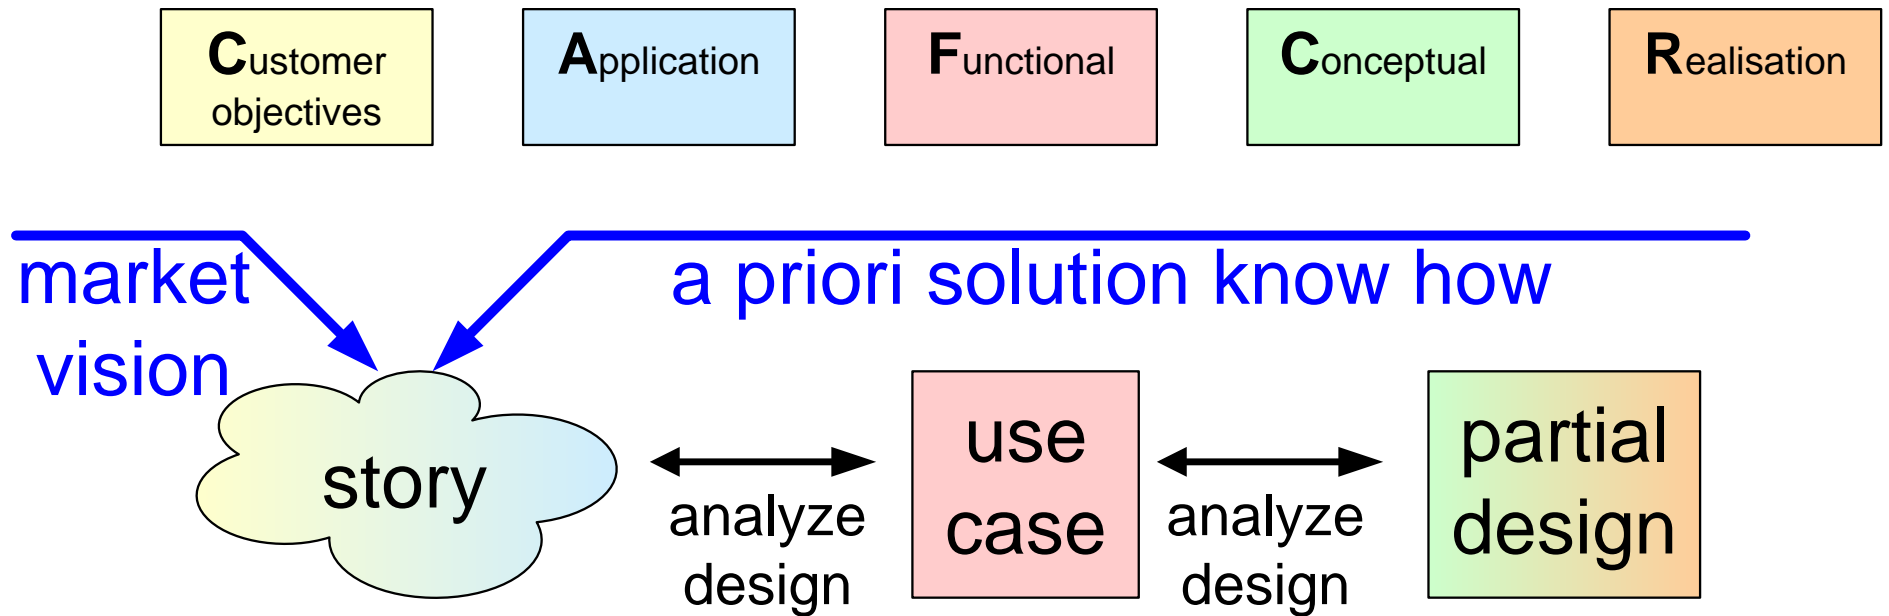 Customer
objectives
Application
Functional
Conceptual
Realisation
market
vision
a priori solution know how
story
analyze
design
use
case
analyze
design
partial
design